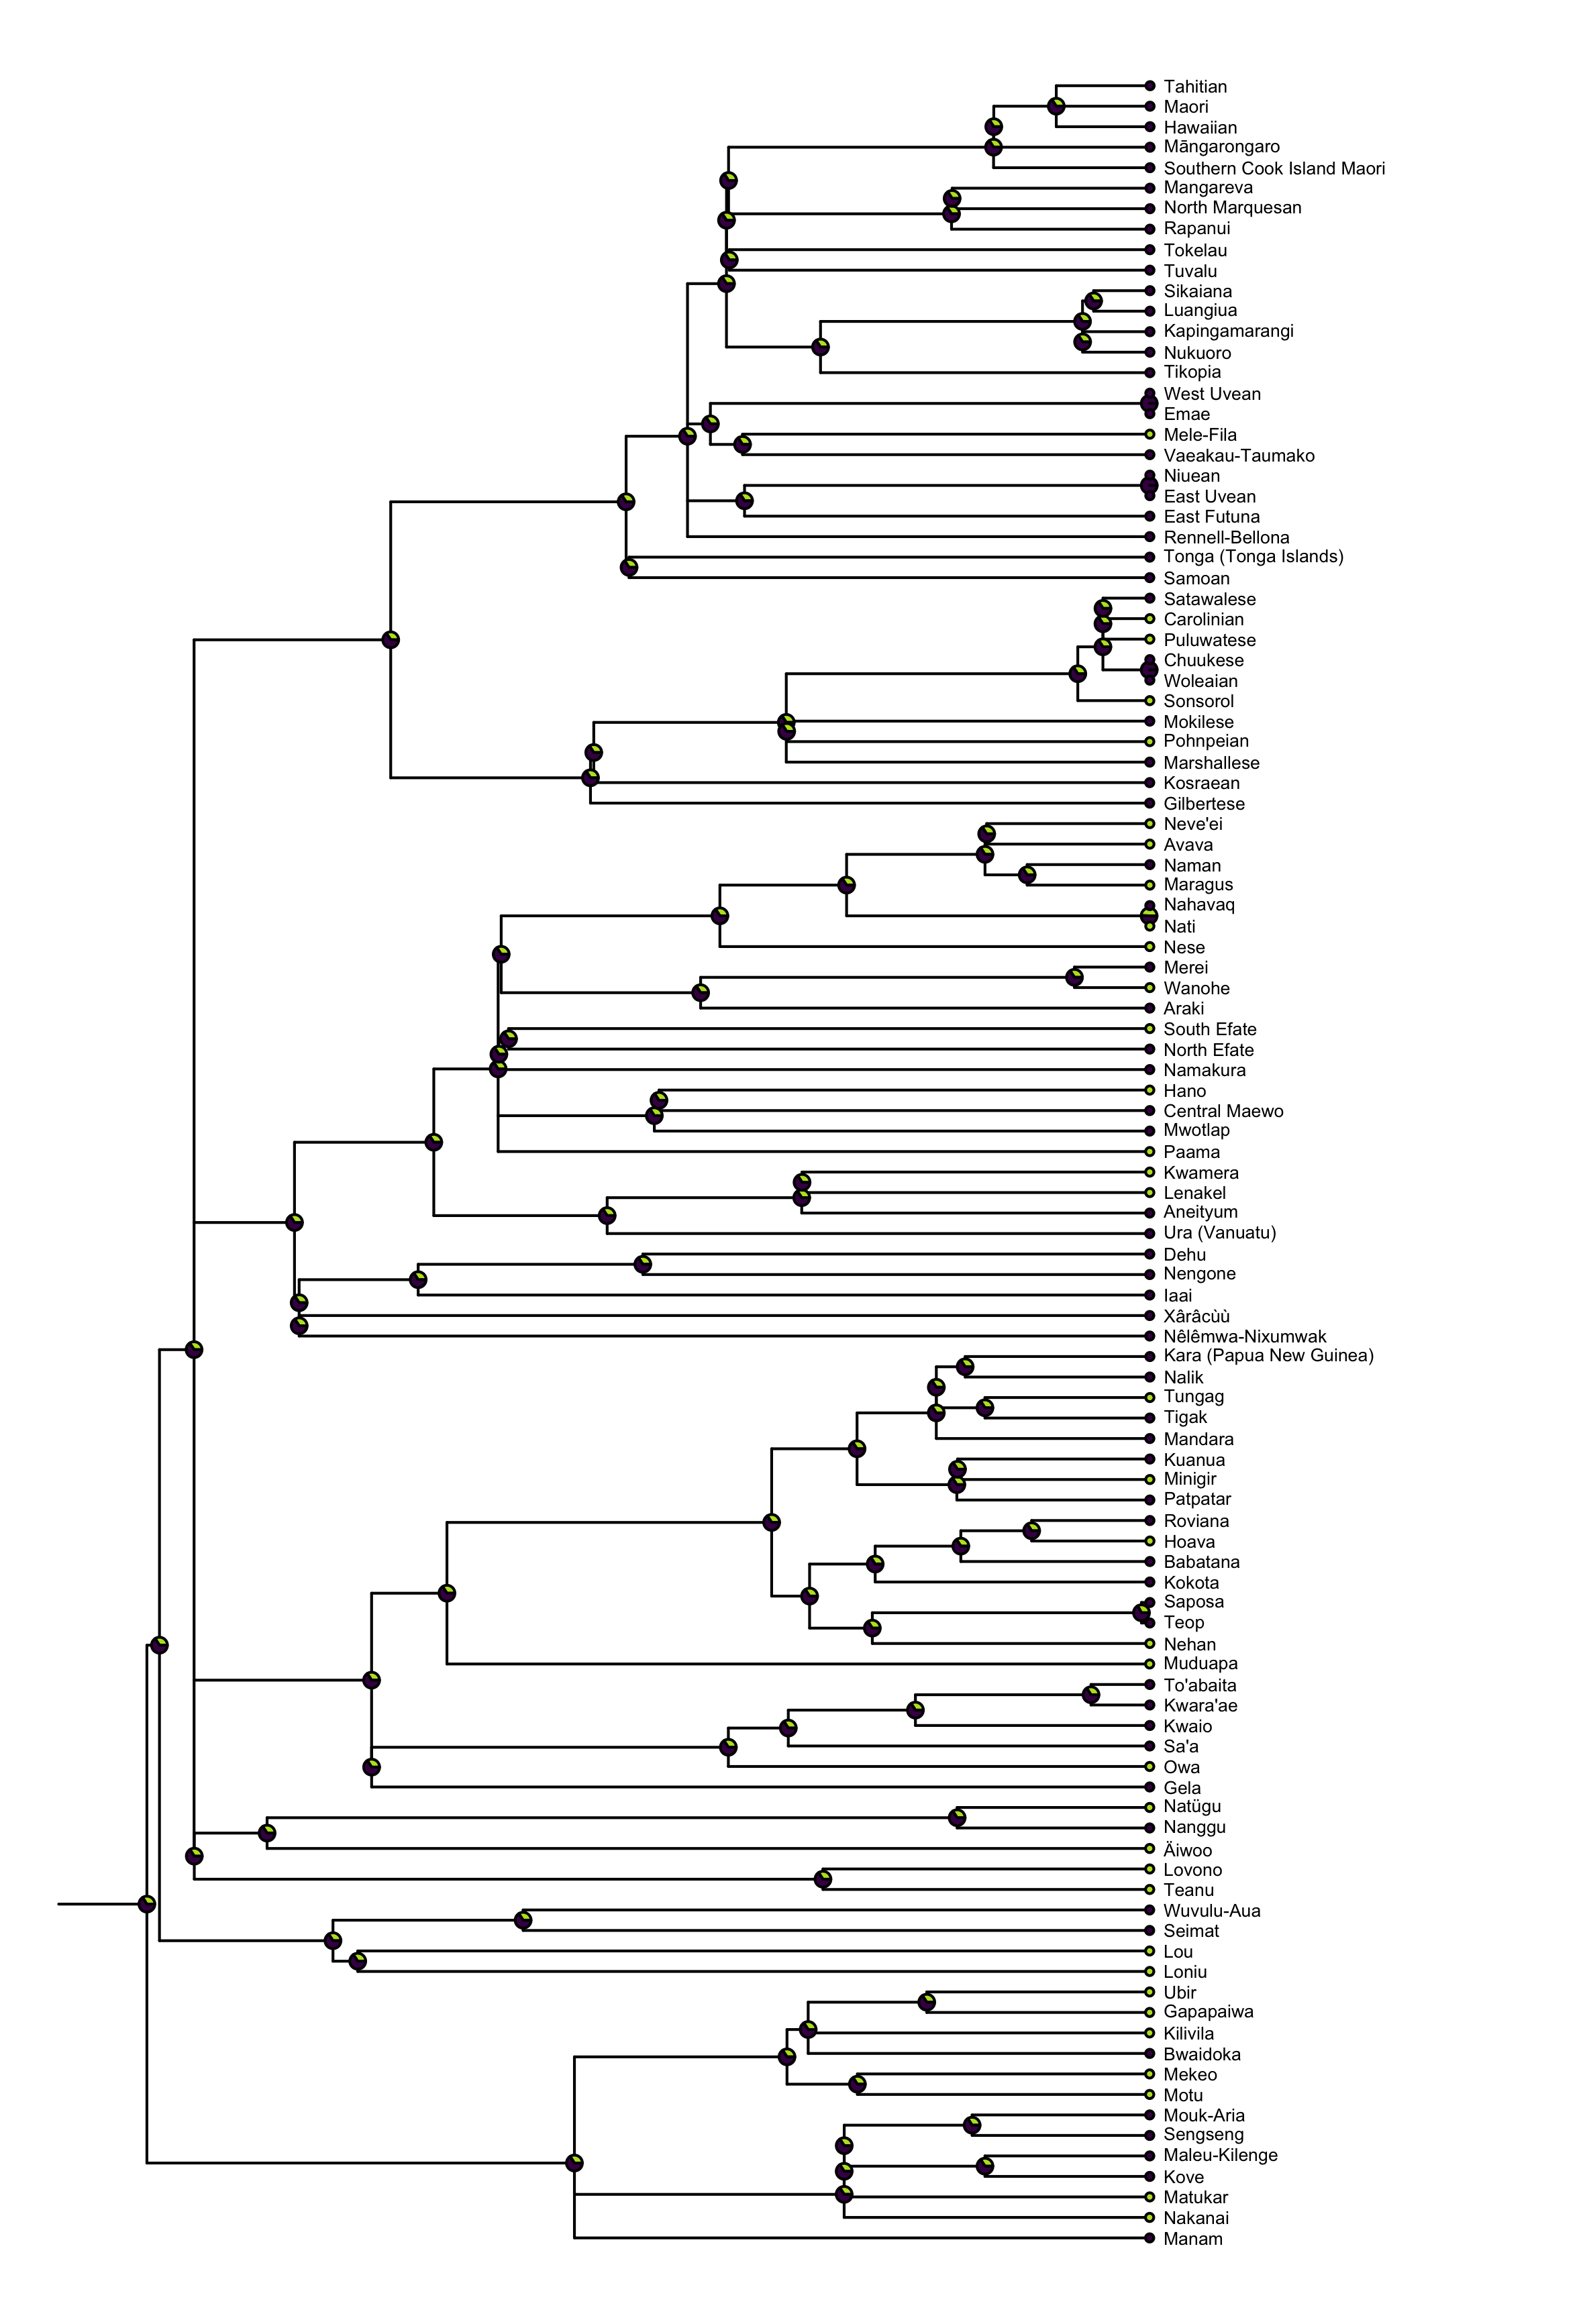 Tahitian
Maori
Hawaiian
Māngarongaro
Southern Cook Island Maori
Mangareva
North Marquesan
Rapanui
Tokelau
Tuvalu
Sikaiana
Luangiua
Kapingamarangi
Nukuoro
Tikopia
West Uvean
Emae
Mele-Fila
Vaeakau-Taumako
Niuean
East Uvean
East Futuna
Rennell-Bellona
Tonga (Tonga Islands)
Samoan
Satawalese
Carolinian
Puluwatese
Chuukese
Woleaian
Sonsorol
Mokilese
Pohnpeian
Marshallese
Kosraean
Gilbertese
Neve'ei
Avava
Naman
Maragus
Nahavaq
Nati
Nese
Merei
Wanohe
Araki
South Efate
North Efate
Namakura
Hano
Central Maewo
Mwotlap
Paama
Kwamera
Lenakel
Aneityum
Ura (Vanuatu)
Dehu
Nengone
Iaai
Xârâcùù
Nêlêmwa-Nixumwak
Kara (Papua New Guinea)
Nalik
Tungag
Tigak
Mandara
Kuanua
Minigir
Patpatar
Roviana
Hoava
Babatana
Kokota
Saposa
Teop
Nehan
Muduapa
To'abaita
Kwara'ae
Kwaio
Sa'a
Owa
Gela
Natügu
Nanggu
Äiwoo
Lovono
Teanu
Wuvulu-Aua
Seimat
Lou
Loniu
Ubir
Gapapaiwa
Kilivila
Bwaidoka
Mekeo
Motu
Mouk-Aria
Sengseng
Maleu-Kilenge
Kove
Matukar
Nakanai
Manam